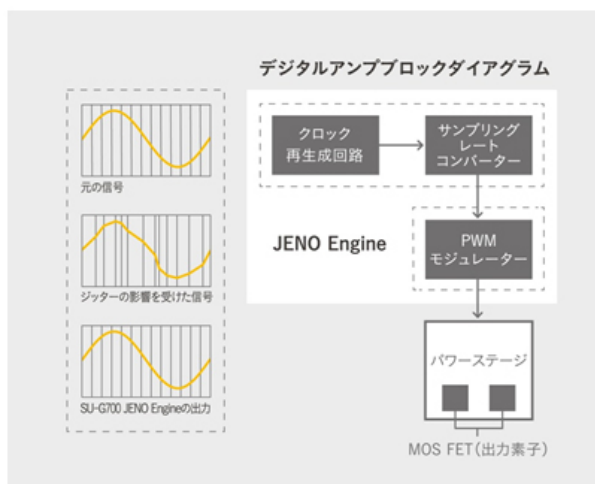 デジタルアンプブロックダイアグラム
元の信号
ジッターの影響を受けた信号
SU-G700 JENO Engineの出力
クロック
再生成回路
サンプリング
レート
コンバーター
JENO Engine
PWM
モジュレーター
パワーステージ
MOS FET(出力素子)